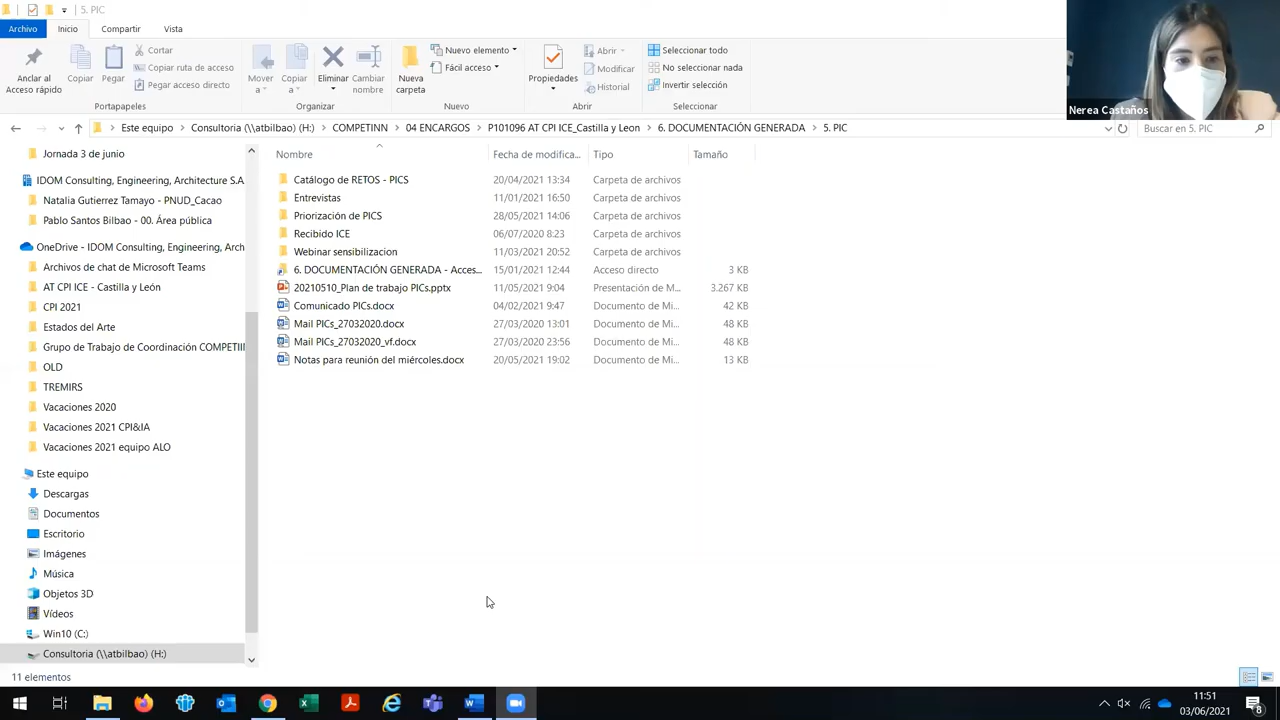 5. PIC
Archivo Inicio Compartir Vista
Anclar al Acceso rápido
Copiar
Pegar
Cortar
Copiar ruta de acceso
Pegar acceso directo
Portapapeles
Mover a
Copiar a
Eliminar
Cambiar nombre
Organizar
Nueva carpeta
Nuevo elemento
Fácil acceso
Nuevo
Propiedades
Abrir
Modificar
Historial
Abrir
Seleccionar todo
No seleccionar nada
Invertir selección
Seleccionar
Nerea Castaños
Este equipo Consultoria (\\atbilbao) (H:) COMPETINN 04 ENCARGOS P101096 AT CPI ICE_Castilla y Leon 6. DOCUMENTACIÓN GENERADA 5. PIC
Buscar en 5. PIC
Jornada 3 de junio
IDOM Consulting, Engineering, Architecture S.A
Natalia Gutierrez Tamayo - PNUD_Cacao
Pablo Santos Bilbao - 00. Área pública
OneDrive - IDOM Consulting, Engineering, Arch
Archivos de chat de Microsoft Teams
AT CPI ICE - Castilla y León
CPI 2021
Estados del Arte
Grupo de Trabajo de Coordinación COMPETII
OLD
TREMIRS
Vacaciones 2020
Vacaciones 2021 CPI&IA
Vacaciones 2021 equipo ALO
Este equipo
Descargas
Documentos
Escritorio
Imágenes
Música
Objetos 3D
Vídeos
Win10 (C:)
Consultoria (\\atbilbao) (H:)
Nombre Fecha de modifica... Tipo Tamaño
Catálogo de RETOS - PICS 20/04/2021 13:34 Carpeta de archivos
Entrevistas 11/01/2021 16:50 Carpeta de archivos
Priorización de PICS 28/05/2021 14:06 Carpeta de archivos
Recibido ICE 06/07/2020 8:23 Carpeta de archivos
Webinar sensibilizacion 11/03/2021 20:52 Carpeta de archivos
6. DOCUMENTACIÓN GENERADA - Acces... 15/01/2021 12:44 Acceso directo 3 KB
20210510_Plan de trabajo PICs.pptx 11/05/2021 9:04 Presentación de M... 3.267 KB
Comunicado PICs.docx 04/02/2021 9:47 Documento de Mi... 42 KB
Mail PICs_27032020.docx 27/03/2020 13:01 Documento de Mi... 48 KB
Mail PICs_27032020_vf.docx 27/03/2020 23:56 Documento de Mi... 48 KB
Notas para reunión del miércoles.docx 20/05/2021 19:02 Documento de Mi... 13 KB
11 elementos
11:51
03/06/2021
8